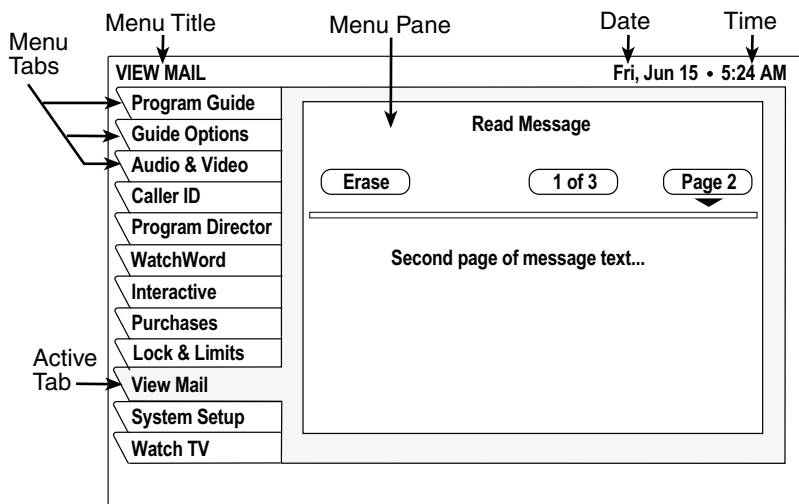 Menu Title
Menu Pane
Date
Time
Menu
Tabs
VIEW MAIL
Fri, Jun 15 • 5:24 AM
Program Guide
Guide Options
Audio & Video
Caller ID
Program Director
WatchWord
Interactive
Purchases
Lock & Limits
View Mail
System Setup
Watch TV
Active
Tab
Read Message
Erase
1 of 3
Page 2
Second page of message text...